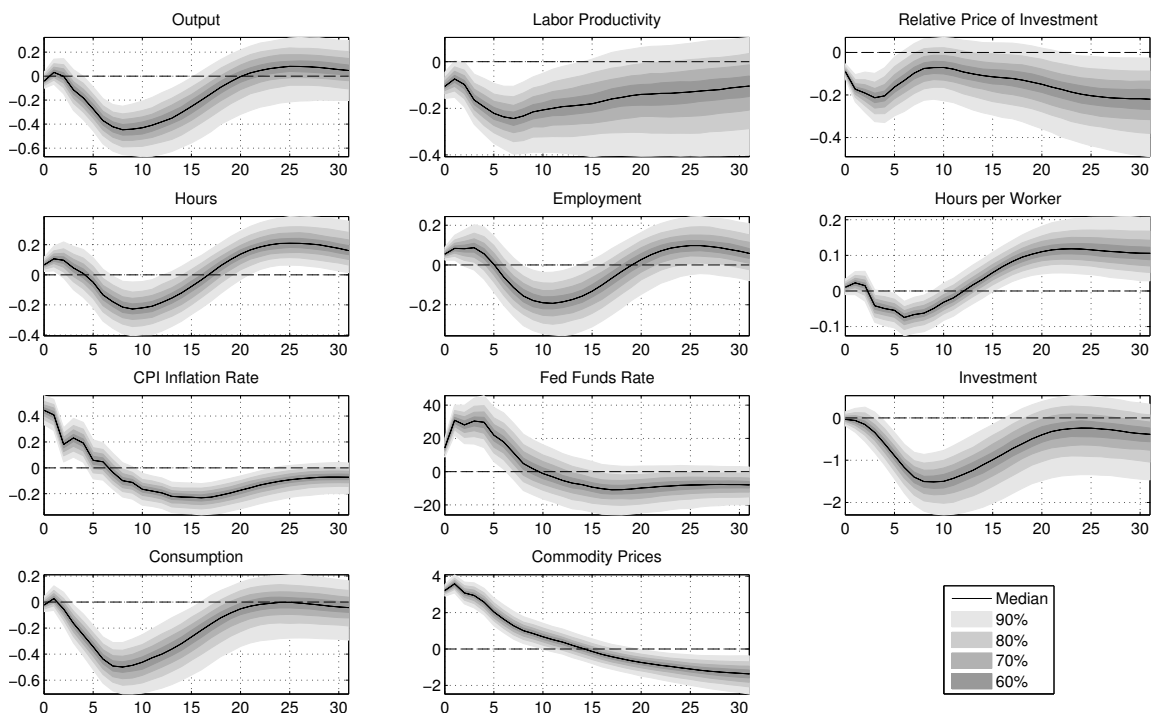 Output
0.2
0
−0.2
−0.4
−0.6
0 5 10 15 20 25 30
Labor Productivity
0
−0.2
−0.4
0 5 10 15 20 25 30
Relative Price of Investment
0
−0.2
−0.4
0 5 10 15 20 25 30
Hours
0.2
0
−0.2
−0.4
0 5 10 15 20 25 30
Employment
0.2
0
−0.2
0 5 10 15 20 25 30
Hours per Worker
0.2
0.1
0
−0.1
0 5 10 15 20 25 30
CPI Inflation Rate
0.4
0.2
0
−0.2
0 5 10 15 20 25 30
Fed Funds Rate
40
20
0
−20
0 5 10 15 20 25 30
Investment
0
−1
−2
0 5 10 15 20 25 30
Consumption
0.2
0
−0.2
−0.4
−0.6
0 5 10 15 20 25 30
Commodity Prices
4
2
0
−2
0 5 10 15 20 25 30
Median
90%
80%
70%
60%